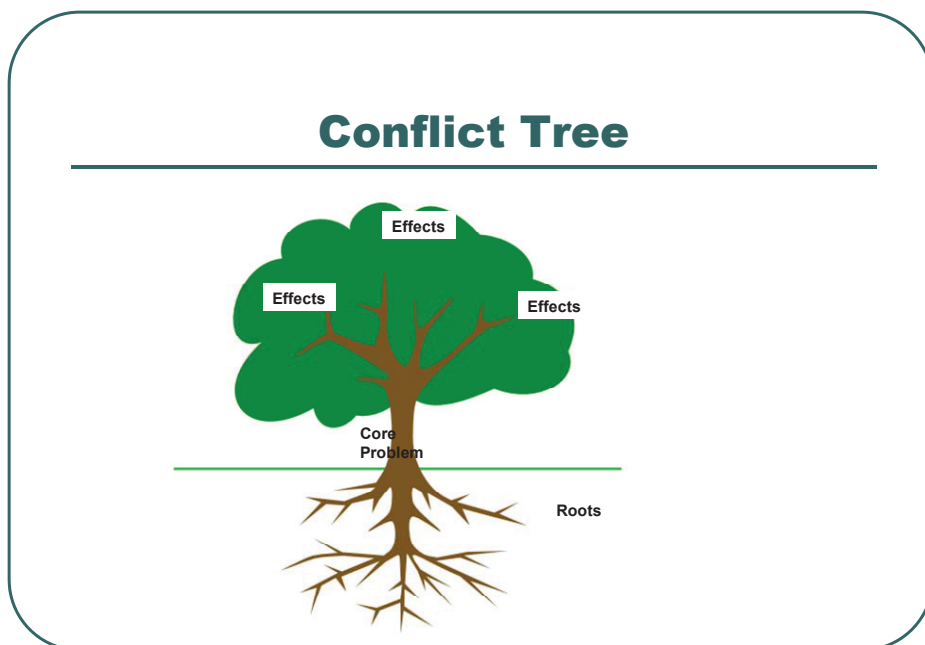 Conflict Tree
Effects
Effects
Effects
Core
Problem
Roots